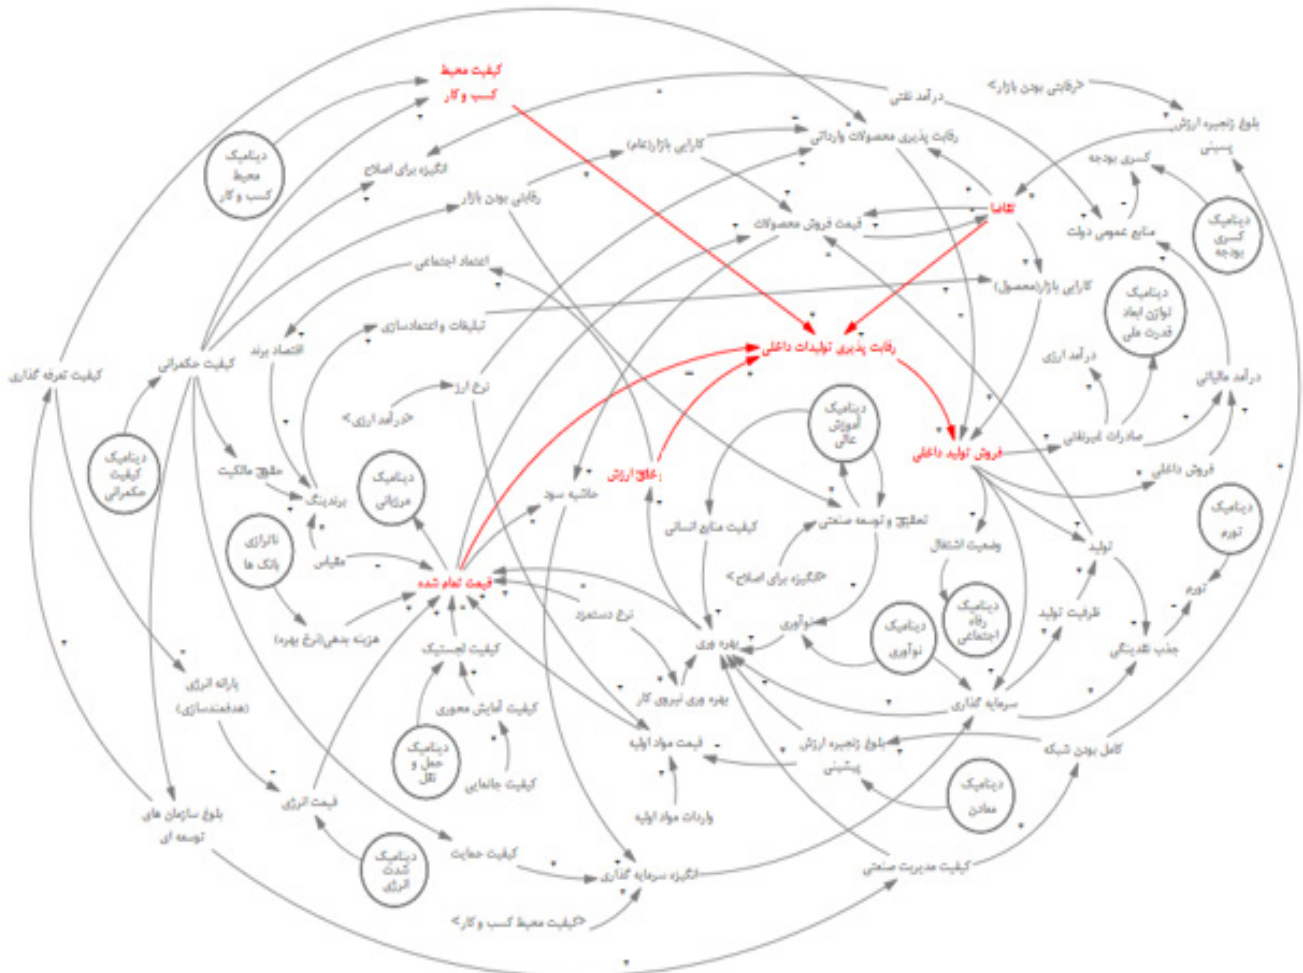 کیفیت محیط
کسب و کار
درآمد نفتی
<رقابتی بودن بازار>
بلوغ زنجیره ارزش
پسینی
رقابت پذیری محصولات وارداتی
کارایی بازار(عام)
کسری بودجه
دینامیک
محیط
کسب و کار
انگیزه برای اصلاح
رقابتی بودن بازار
تقاضا
قیمت فروش محصولات
منابع عمومی دولت
دینامیک
کسری
بودجه
اعتماد اجتماعی
کارایی بازار(محصول)
دینامیک
توازن ابعاد
قدرت ملی
تبلیغات و اعتمادسازی
اقتصاد برند
رقابت پذیری تولیدات داخلی
کیفیت حکمرانی
کیفیت تعرفه گذاری
درآمد ارزی
درآمد مالیاتی
نرخ ارز
<درآمد ارزی>
دینامیک
آموزش
عالی
صادرات غیرنفتی
فروش تولید داخلی
فروش داخلی
دینامیک
کیفیت
حکمرانی
حقوق مالکیت
دینامیک
مرزبانی
خلق ارزش
حاشیه سود
برندینگ
کیفیت منابع انسانی
تحقیق و توسعه صنعتی
وضعیت اشتغال
تولید
دینامیک
تورم
ناترازی
بانک ها
مقیاس
قیمت تمام شده
<انگیزه برای اصلاح>
تورم
نرخ دستمزد
نوآوری
دینامیک
رفاه
اجتماعی
ظرفیت تولید
هزینه بدهی(نرخ بهره)
کیفیت لجستیک
بهره وری
دینامیک
نوآوری
جذب نقدینگی
یارانه انرژی
(هدفمندسازی)
کیفیت آمایش محوری
بهره وری نیروی کار
سرمایه گذاری
دینامیک
حمل و
نقل
قیمت مواد اولیه
بلوغ زنجیره ارزش
پیشینی
کامل بودن شبکه
کیفیت جانمایی
قیمت انرژی
واردات مواد اولیه
دینامیک
معادن
بلوغ سازمان های
توسعه ای
کیفیت حمایت
دینامیک
شدت
انرژی
انگیزه سرمایه گذاری
کیفیت مدیریت صنعتی
<کیفیت محیط کسب و کار>